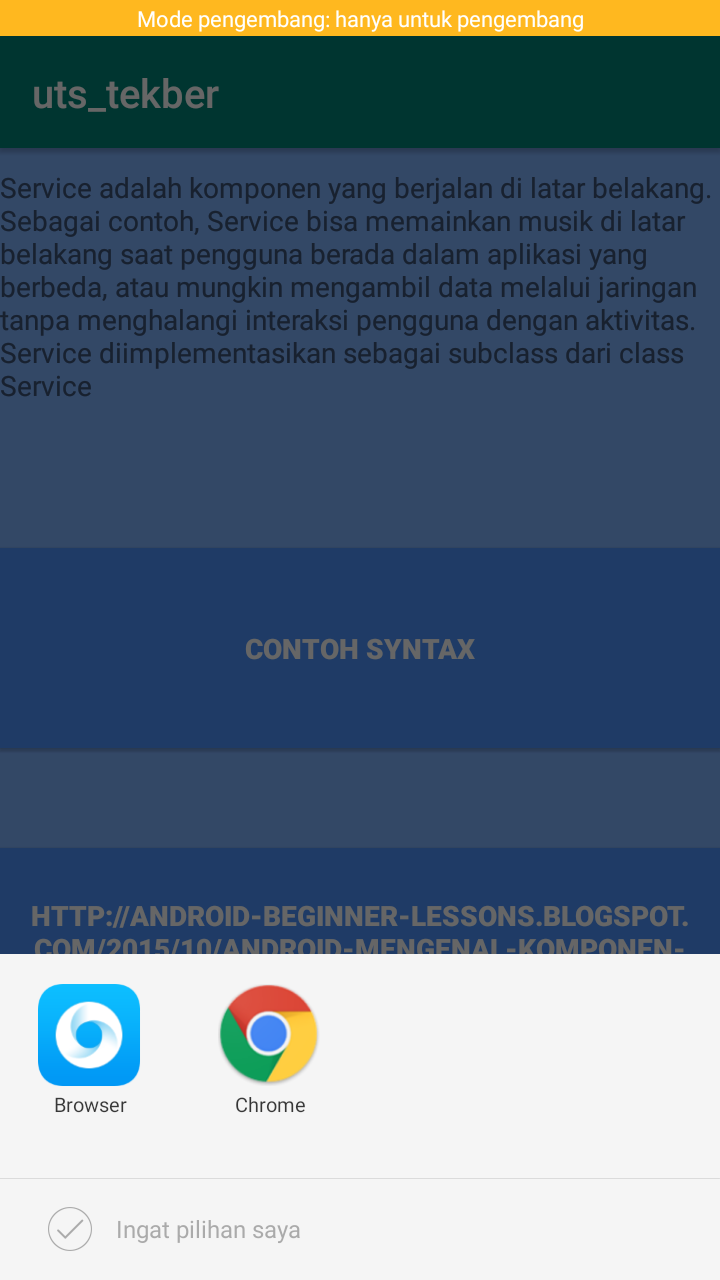 Mode pengembang: hanya untuk pengembang
uts_tekber
Service adalah komponen yang berjalan di latar belakang.
Sebagai contoh, Service bisa memainkan musik di latar
belakang saat pengguna berada dalam aplikasi yang
berbeda, atau mungkin mengambil data melalui jaringan
tanpa menghalangi interaksi pengguna dengan aktivitas.
Service diimplementasikan sebagai subclass dari class
Service
CONTOH SYNTAX
HTTP://ANDROID-BEGINNER-LESSONS.BLOGSPOT.
COM/2015/10/ANDROID-MENGENAL-KOMPONEN-
Browser
Chrome
Ingat pilihan saya